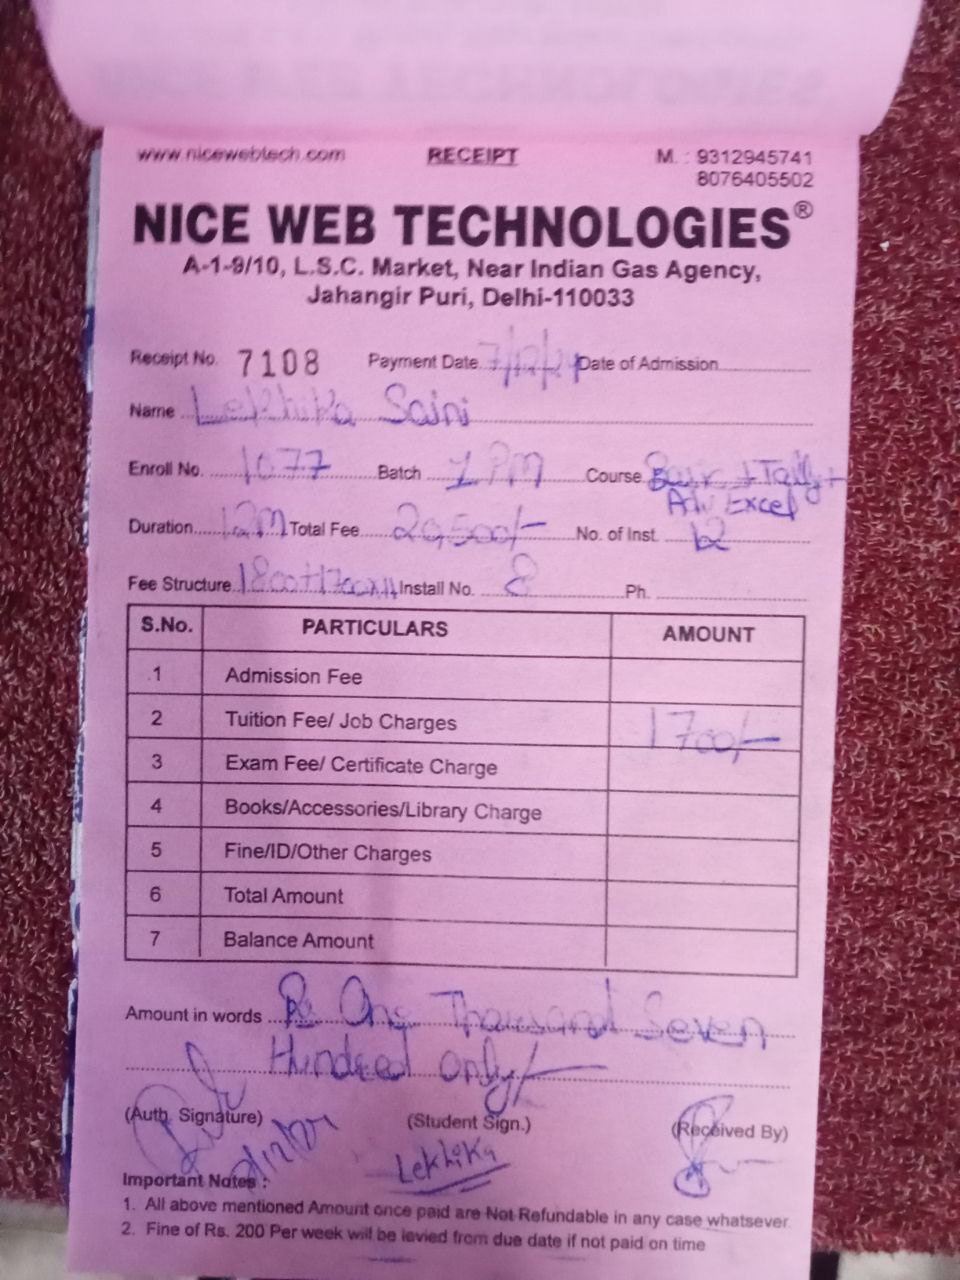 www.nicewebtech.com RECEIPT M. : 9312945741
8076405502
NICE WEB TECHNOLOGIES®
A-1-9/10, L.S.C. Market, Near Indian Gas Agency,
Jahangir Puri, Delhi-110033
Receipt No. 7108 Payment Date 7/12/24 Date of Admission
Name Lekhika Saini
Enroll No. 1077 Batch 1 PM Course Basic + Tally +
Adv Excel
Duration 12M Total Fee 20,500/- No. of Inst. 12
Fee Structure 1800+1700x11 Install No. 8 Ph.
S.No. PARTICULARS AMOUNT
1 Admission Fee
2 Tuition Fee/ Job Charges 1700/-
3 Exam Fee/ Certificate Charge
4 Books/Accessories/Library Charge
5 Fine/ID/Other Charges
6 Total Amount
7 Balance Amount
Amount in words Rs One Thousand Seven
Hundred only/-
(Auth. Signature) (Student Sign.) (Received By)
Lekhika
Important Notes :
1. All above mentioned Amount once paid are Not Refundable in any case whatsever.
2. Fine of Rs. 200 Per week will be levied from due date if not paid on time